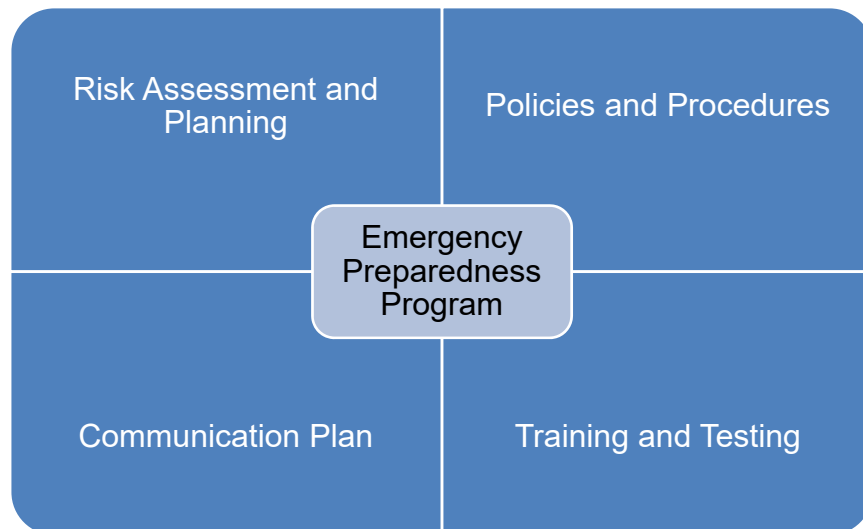 Risk Assessment and
Planning
Policies and Procedures
Emergency
Preparedness
Program
Communication Plan
Training and Testing